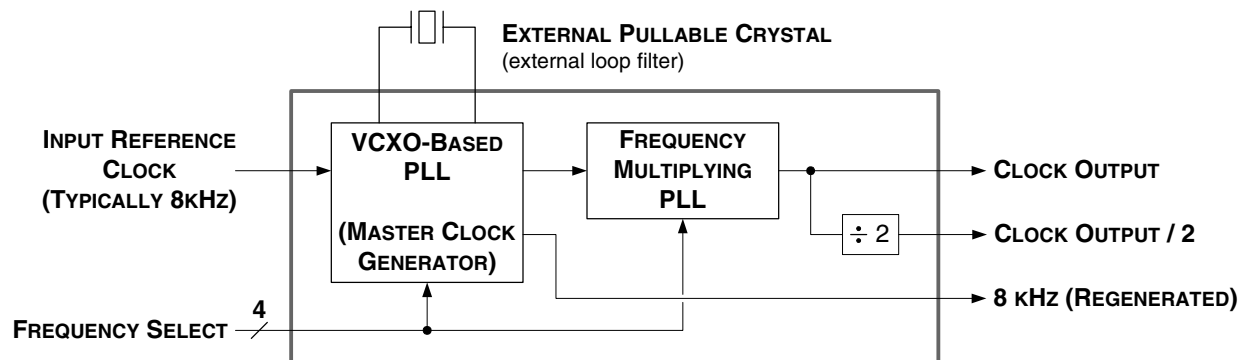 EXTERNAL PULLABLE CRYSTAL
(external loop filter)
INPUT REFERENCE
CLOCK
(TYPICALLY 8KHZ)
VCXO-BASED
PLL
(MASTER CLOCK
GENERATOR)
FREQUENCY
MULTIPLYING
PLL
CLOCK OUTPUT
÷ 2
CLOCK OUTPUT / 2
8 KHZ (REGENERATED)
FREQUENCY SELECT
4